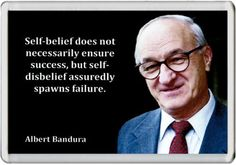 Self-belief does not
necessarily ensure
success, but self-
disbelief assuredly
spawns failure.
Albert Bandura